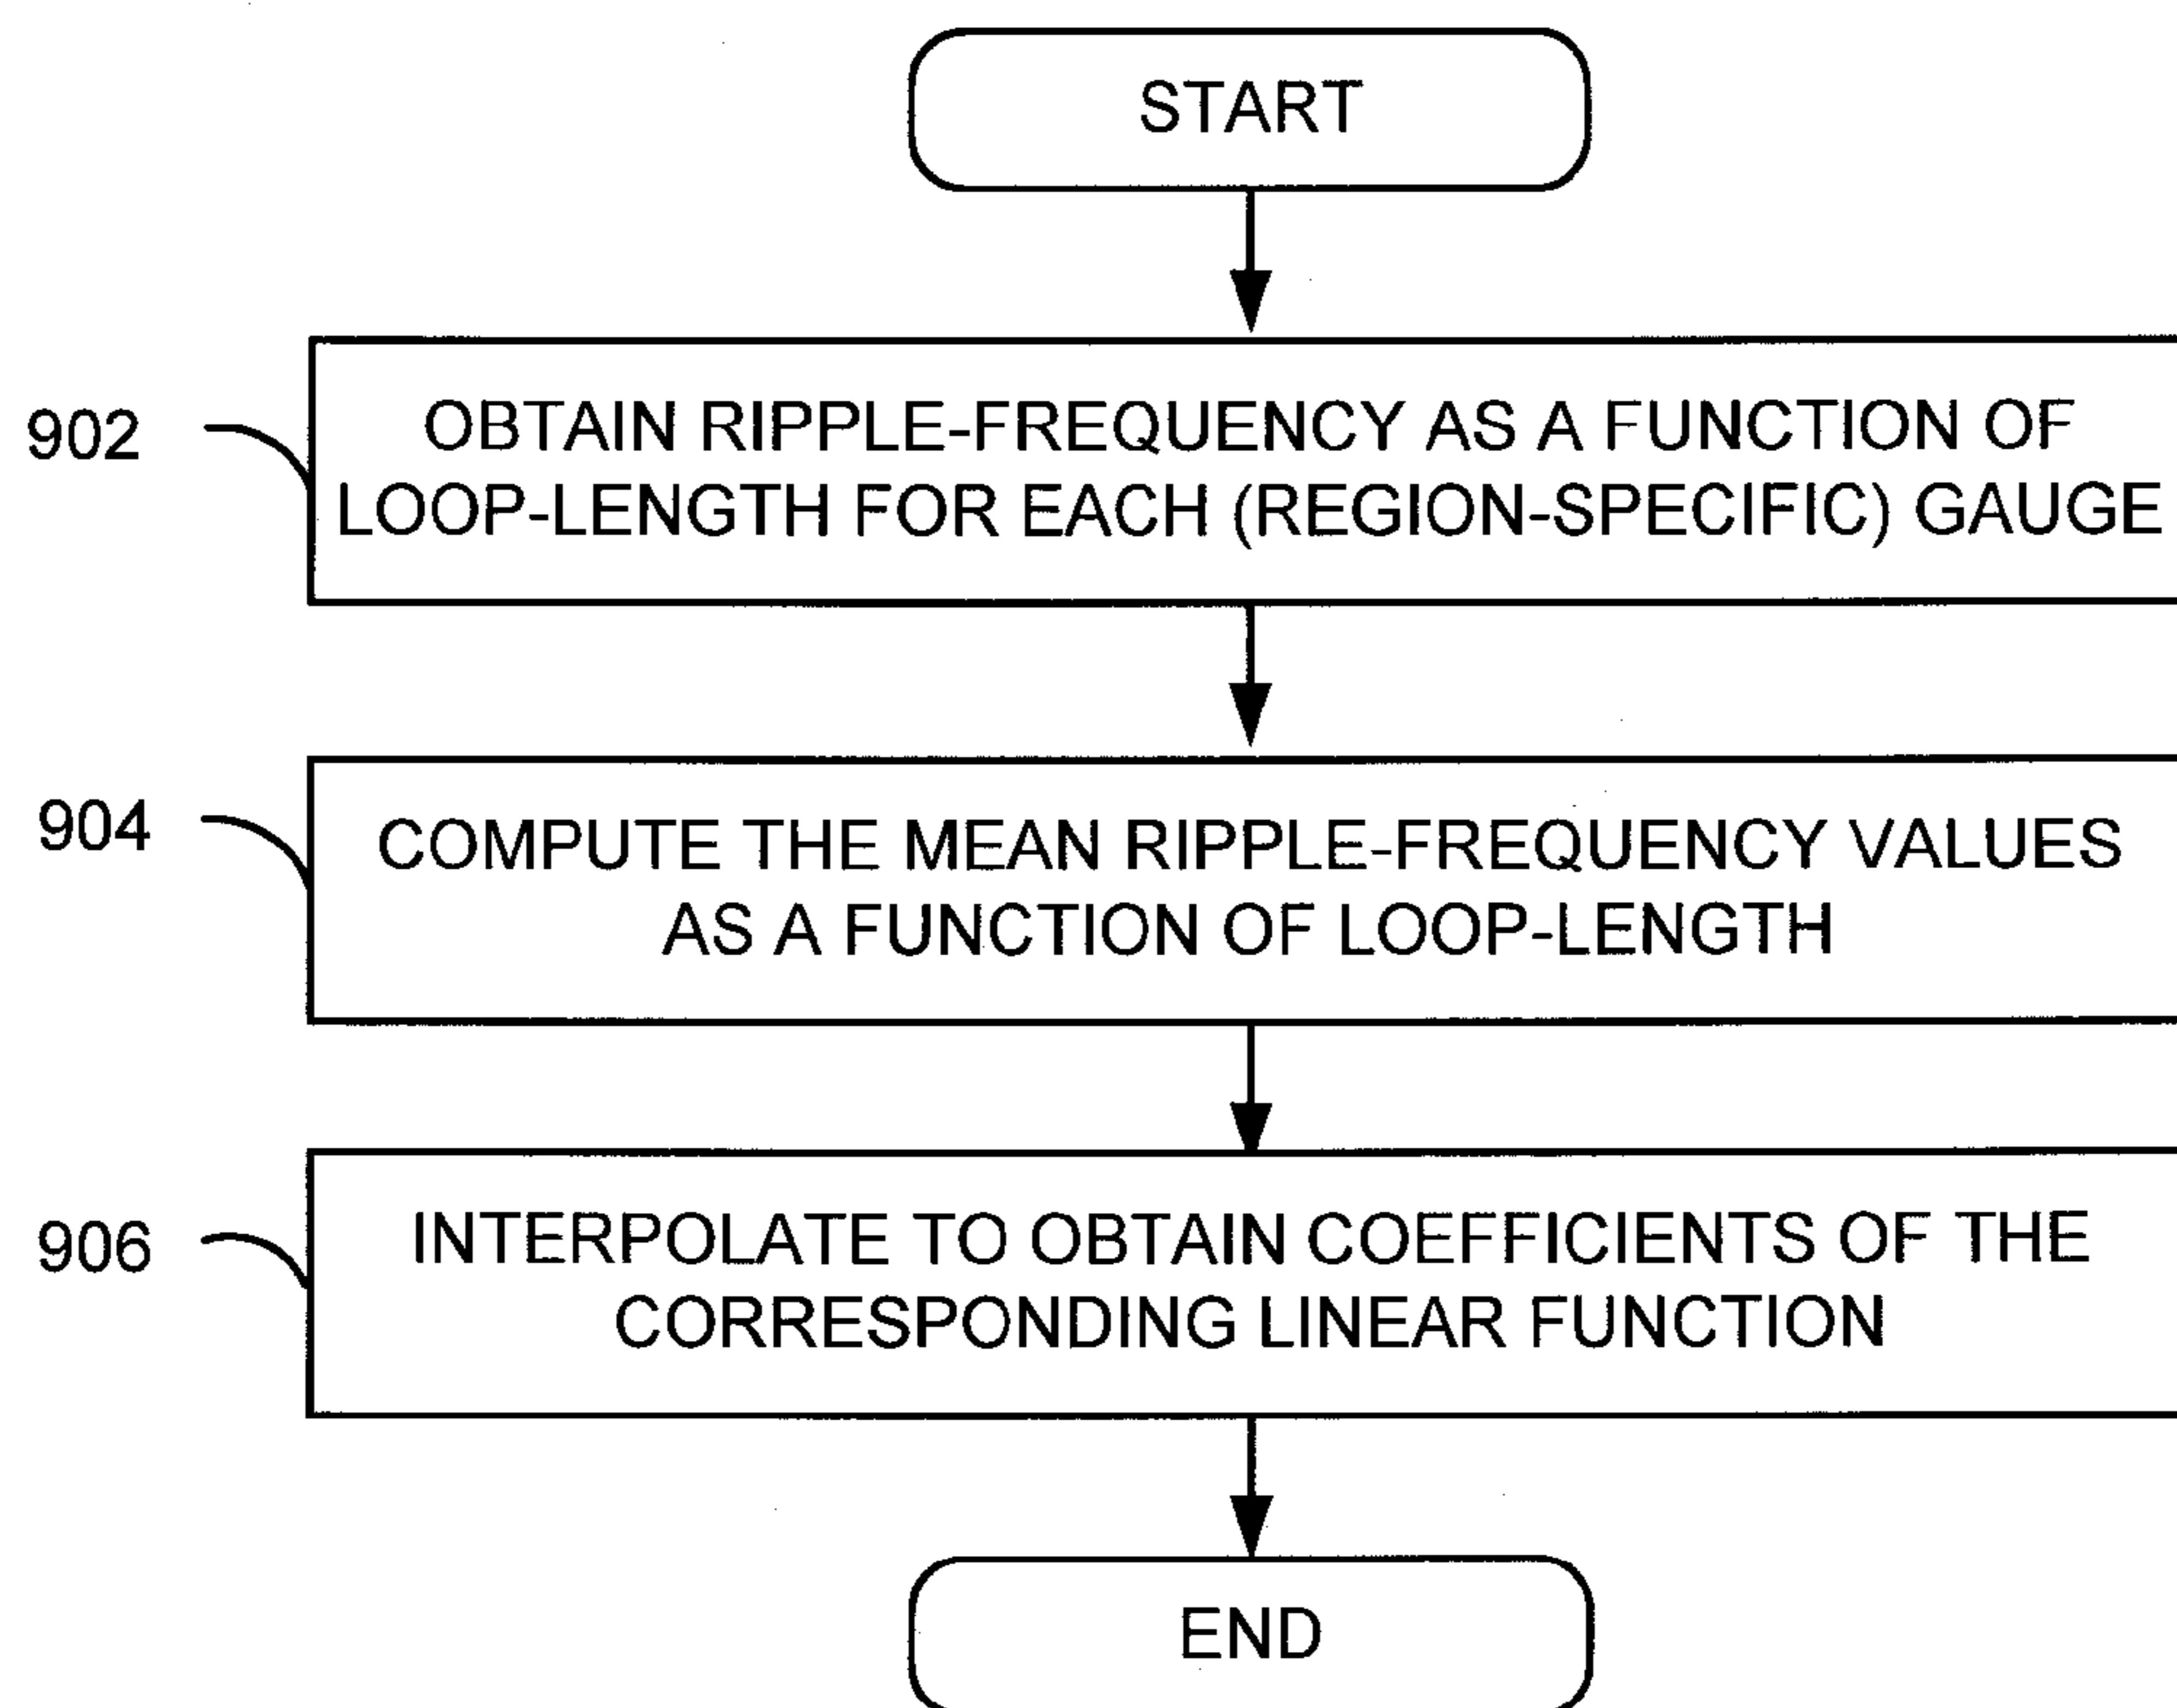 START
902
OBTAIN RIPPLE-FREQUENCY AS A FUNCTION OF
LOOP-LENGTH FOR EACH (REGION-SPECIFIC) GAUGE
904
COMPUTE THE MEAN RIPPLE-FREQUENCY VALUES
AS A FUNCTION OF LOOP-LENGTH
906
INTERPOLATE TO OBTAIN COEFFICIENTS OF THE
CORRESPONDING LINEAR FUNCTION
END